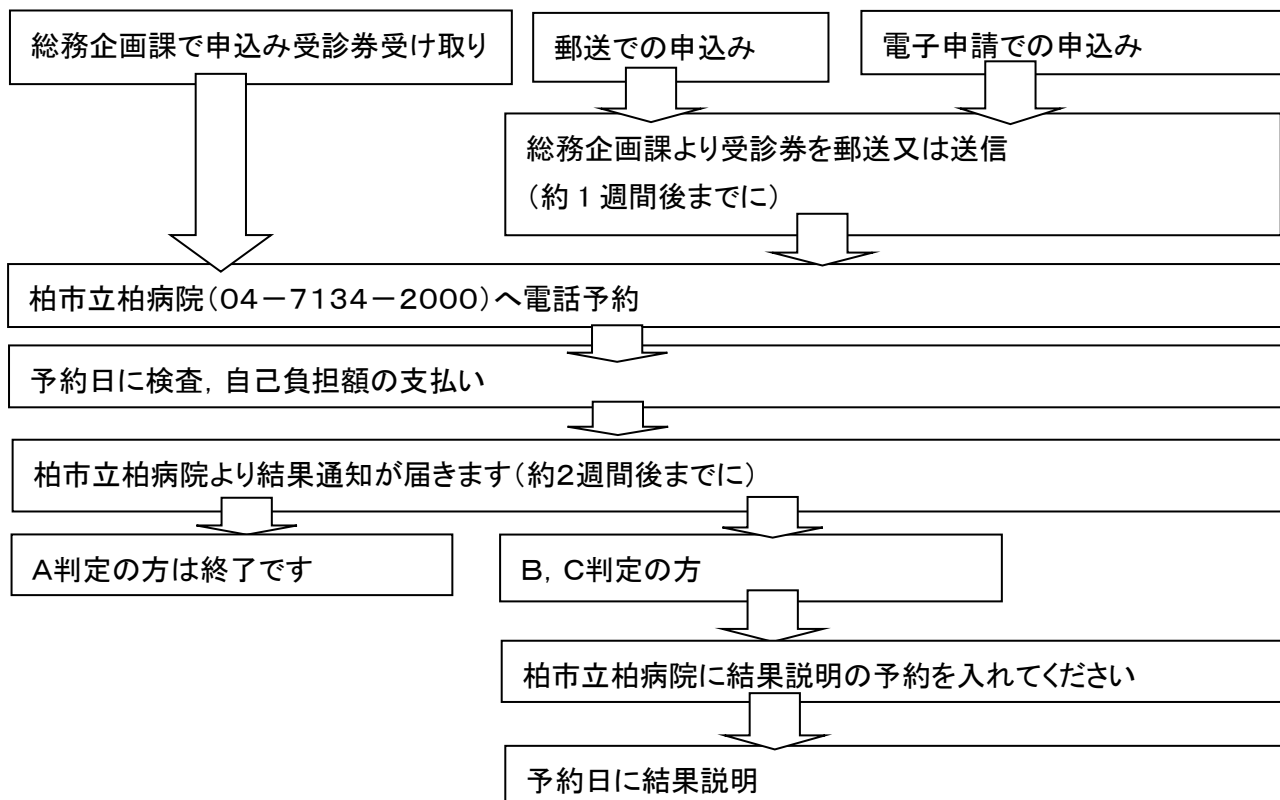 総務企画課で申込み受診券受け取り
郵送での申込み
電子申請での申込み
総務企画課より受診券を郵送又は送信
（約１週間後までに）
柏市立柏病院（０４－７１３４－２０００）へ電話予約
予約日に検査，自己負担額の支払い
柏市立柏病院より結果通知が届きます（約２週間後までに）
Ａ判定の方は終了です
Ｂ，Ｃ判定の方
柏市立柏病院に結果説明の予約を入れてください
予約日に結果説明